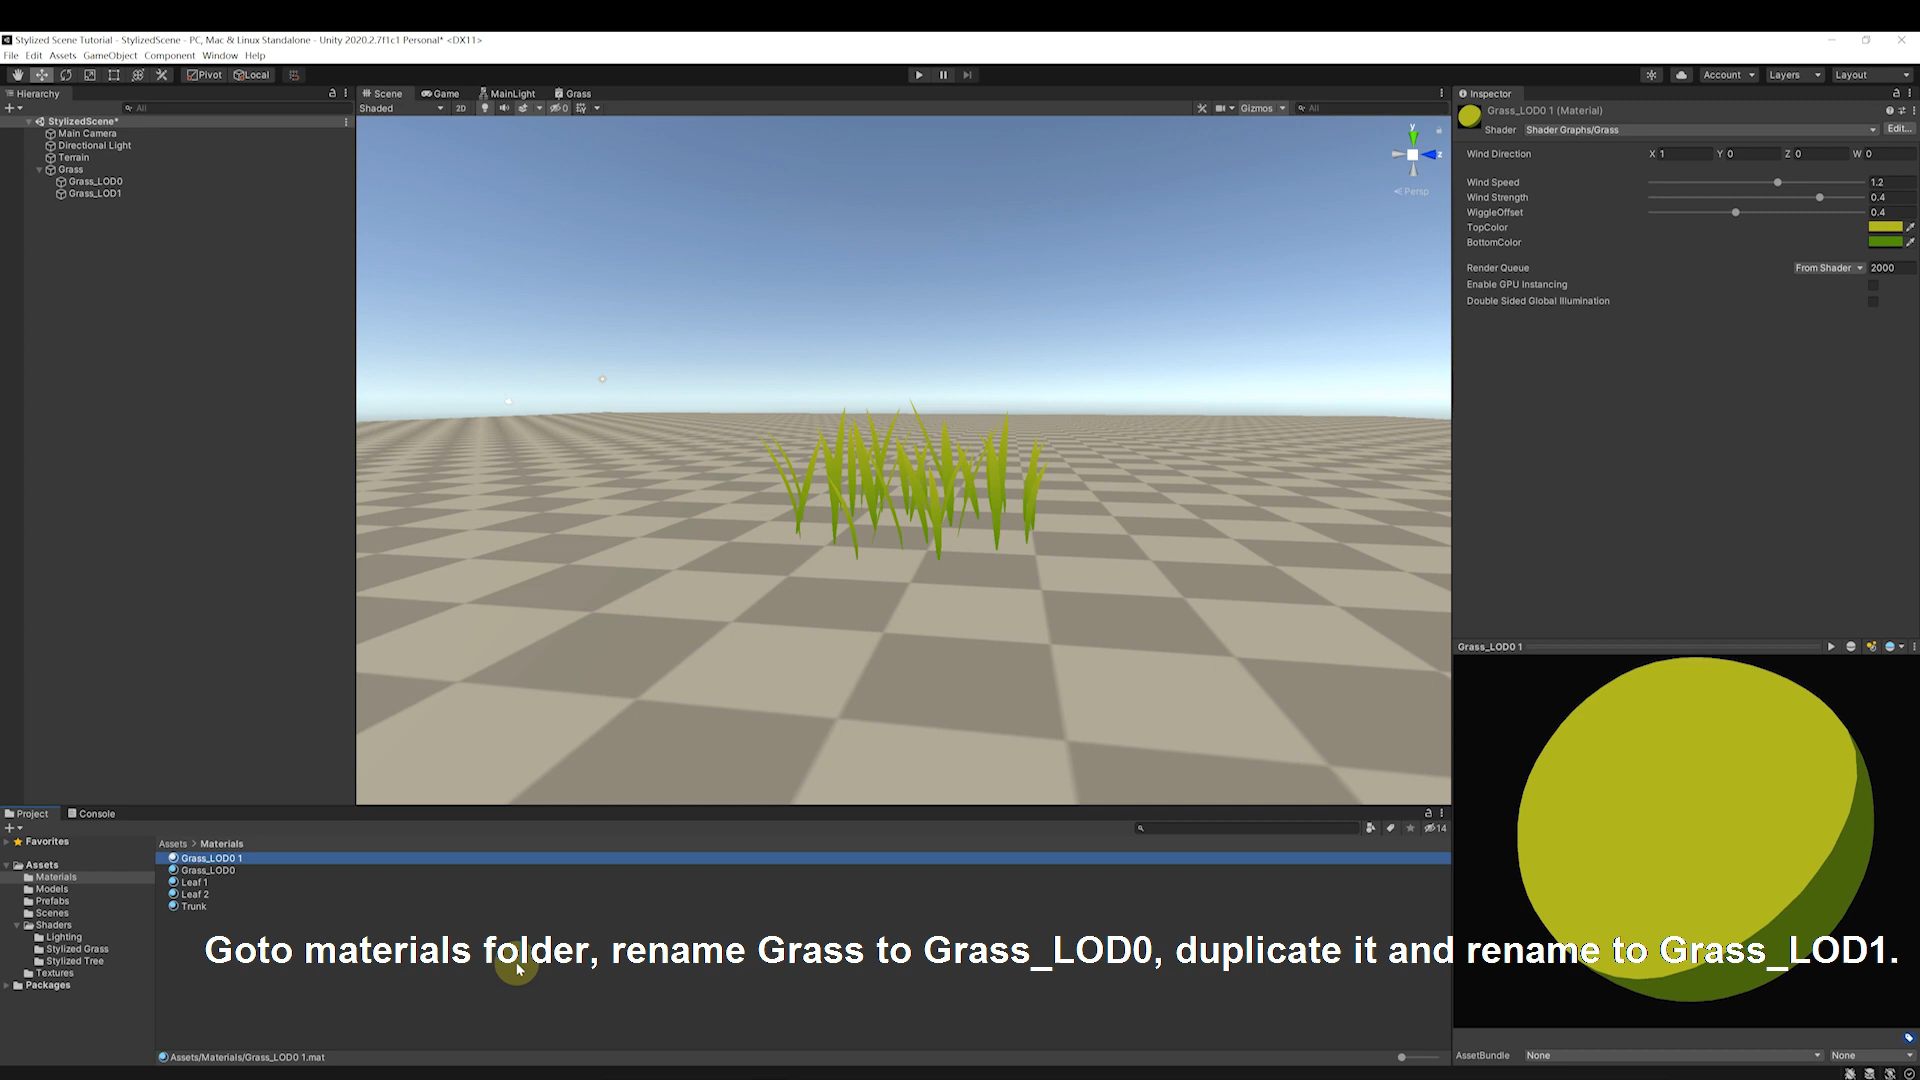 Stylized Scene Tutorial - StylizedScene - PC, Mac & Linux Standalone - Unity 2020.2.7f1c1 Personal* <DX11>
File Edit Assets GameObject Component Window Help
Pivot Local Account Layers Layout
Hierarchy
All
StylizedScene*
Main Camera
Directional Light
Terrain
Grass
Grass_LOD0
Grass_LOD1
Scene Game MainLight Grass
Shaded 2D 0 Gizmos All
y
z
Persp
Inspector
Grass_LOD0 1 (Material)
Shader Shader Graphs/Grass Edit...
Wind Direction X 1 Y 0 Z 0 W 0
Wind Speed 1.2
Wind Strength 0.4
WiggleOffset 0.4
TopColor
BottomColor
Render Queue From Shader 2000
Enable GPU Instancing
Double Sided Global Illumination
Grass_LOD0 1
Project Console
14
Favorites
Assets
Materials
Models
Prefabs
Scenes
Shaders
Lighting
Stylized Grass
Stylized Tree
Textures
Packages
Assets > Materials
Grass_LOD0 1
Grass_LOD0
Leaf 1
Leaf 2
Trunk
Goto materials folder, rename Grass to Grass_LOD0, duplicate it and rename to Grass_LOD1.
Assets/Materials/Grass_LOD0 1.mat
AssetBundle None None